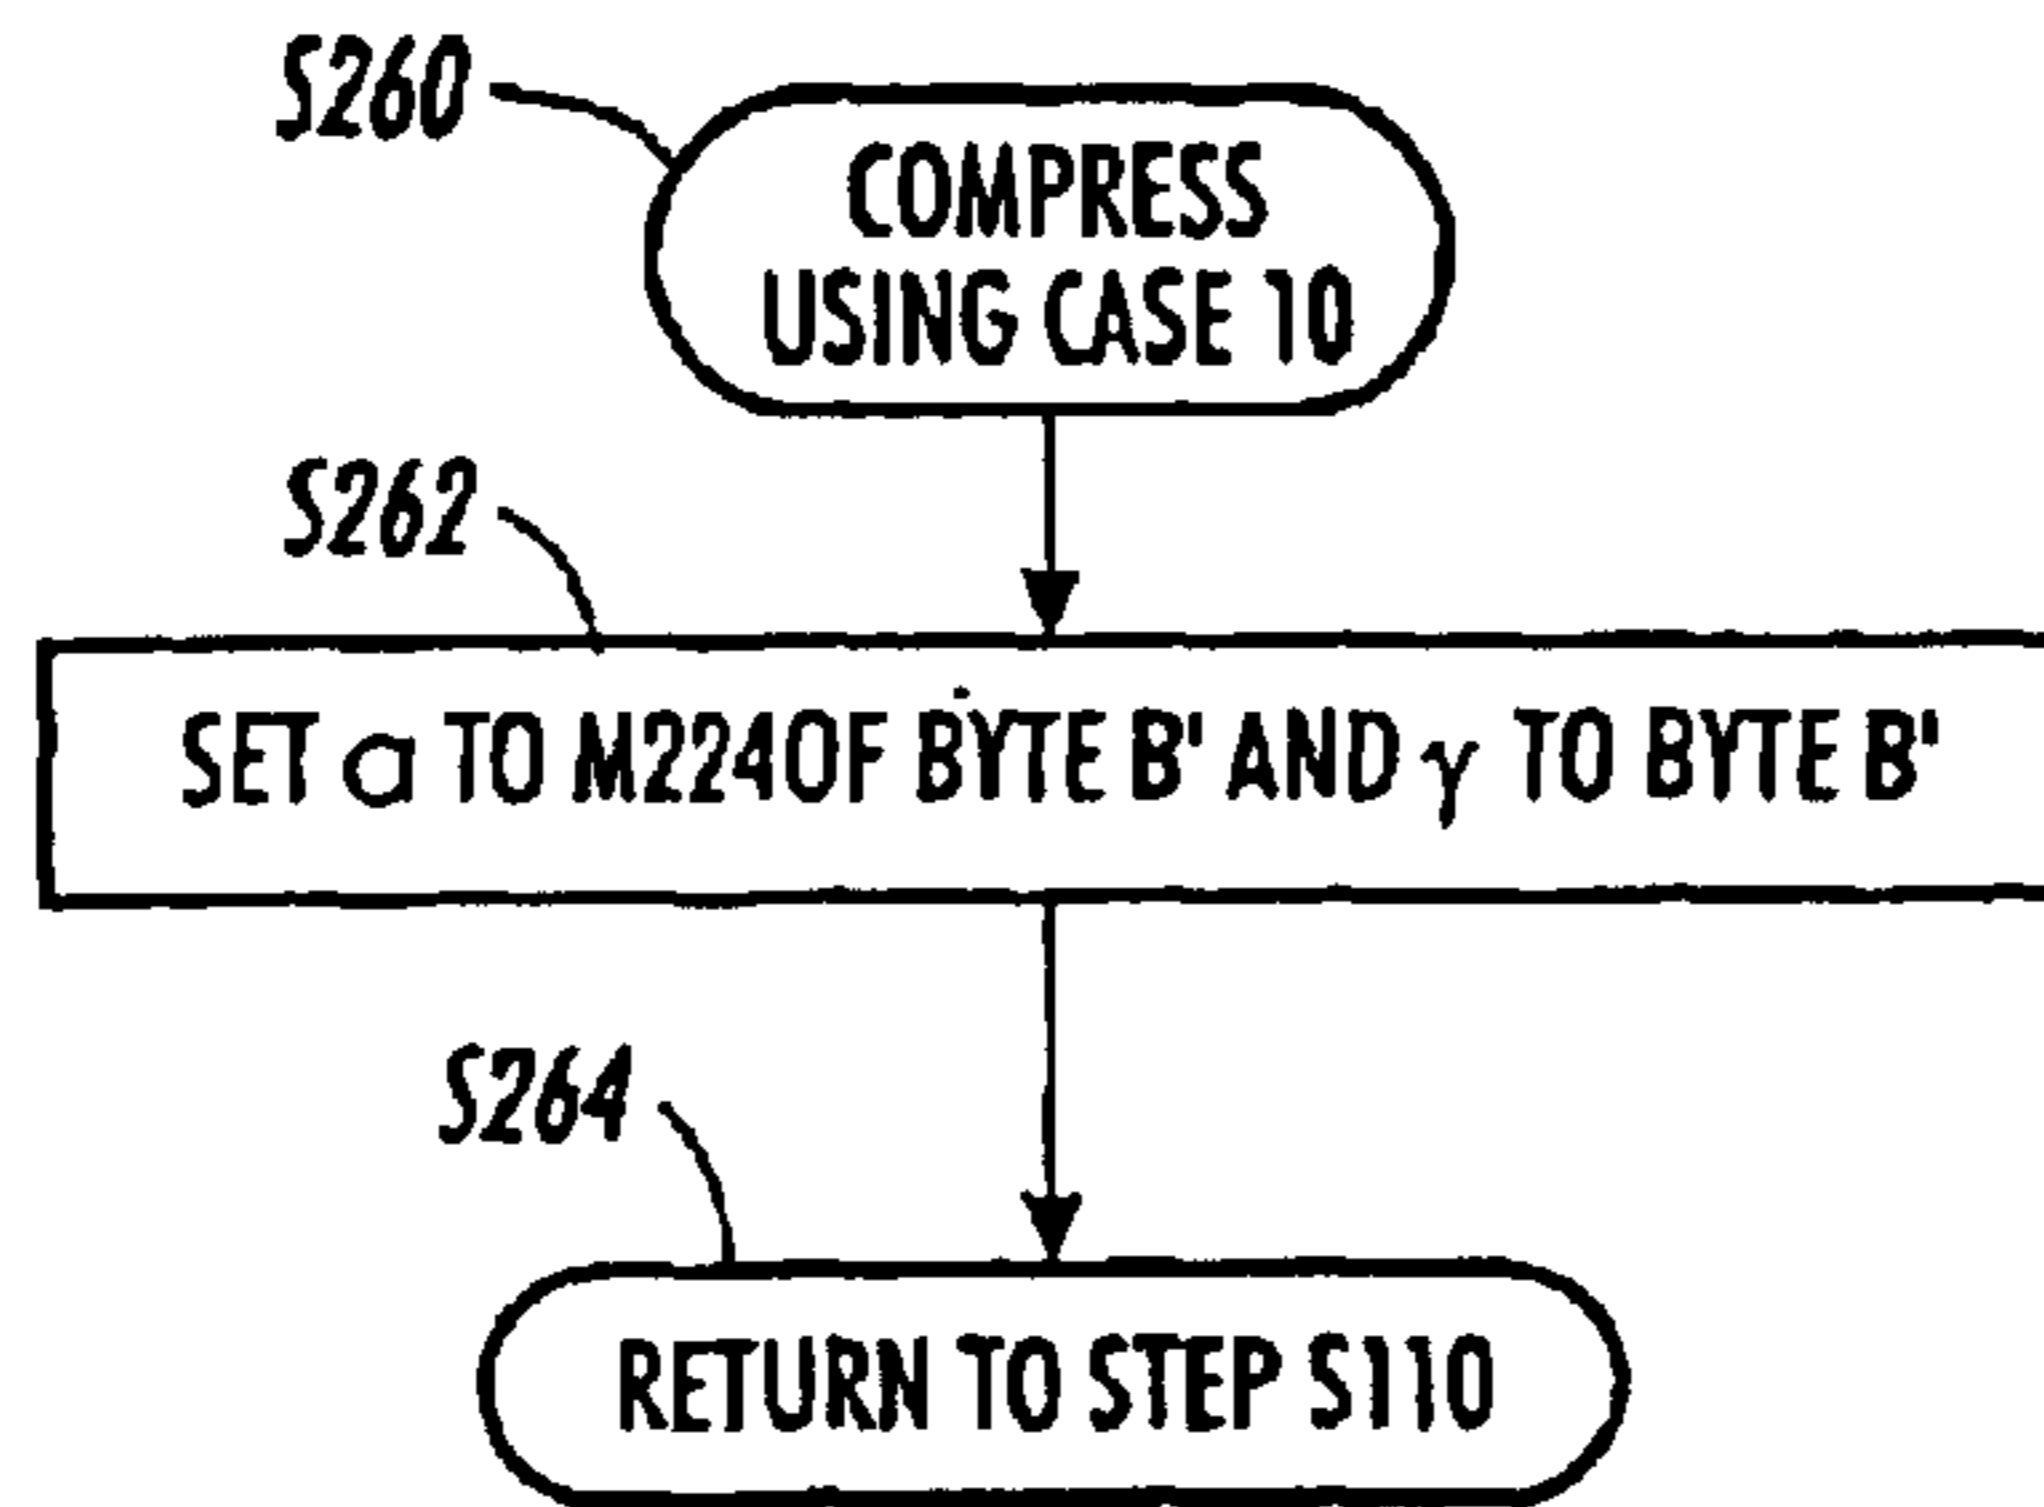 S260
COMPRESS
USING CASE 10
S262
SET a TO M224OF BYTE B' AND γ TO BYTE B'
S264
RETURN TO STEP S110